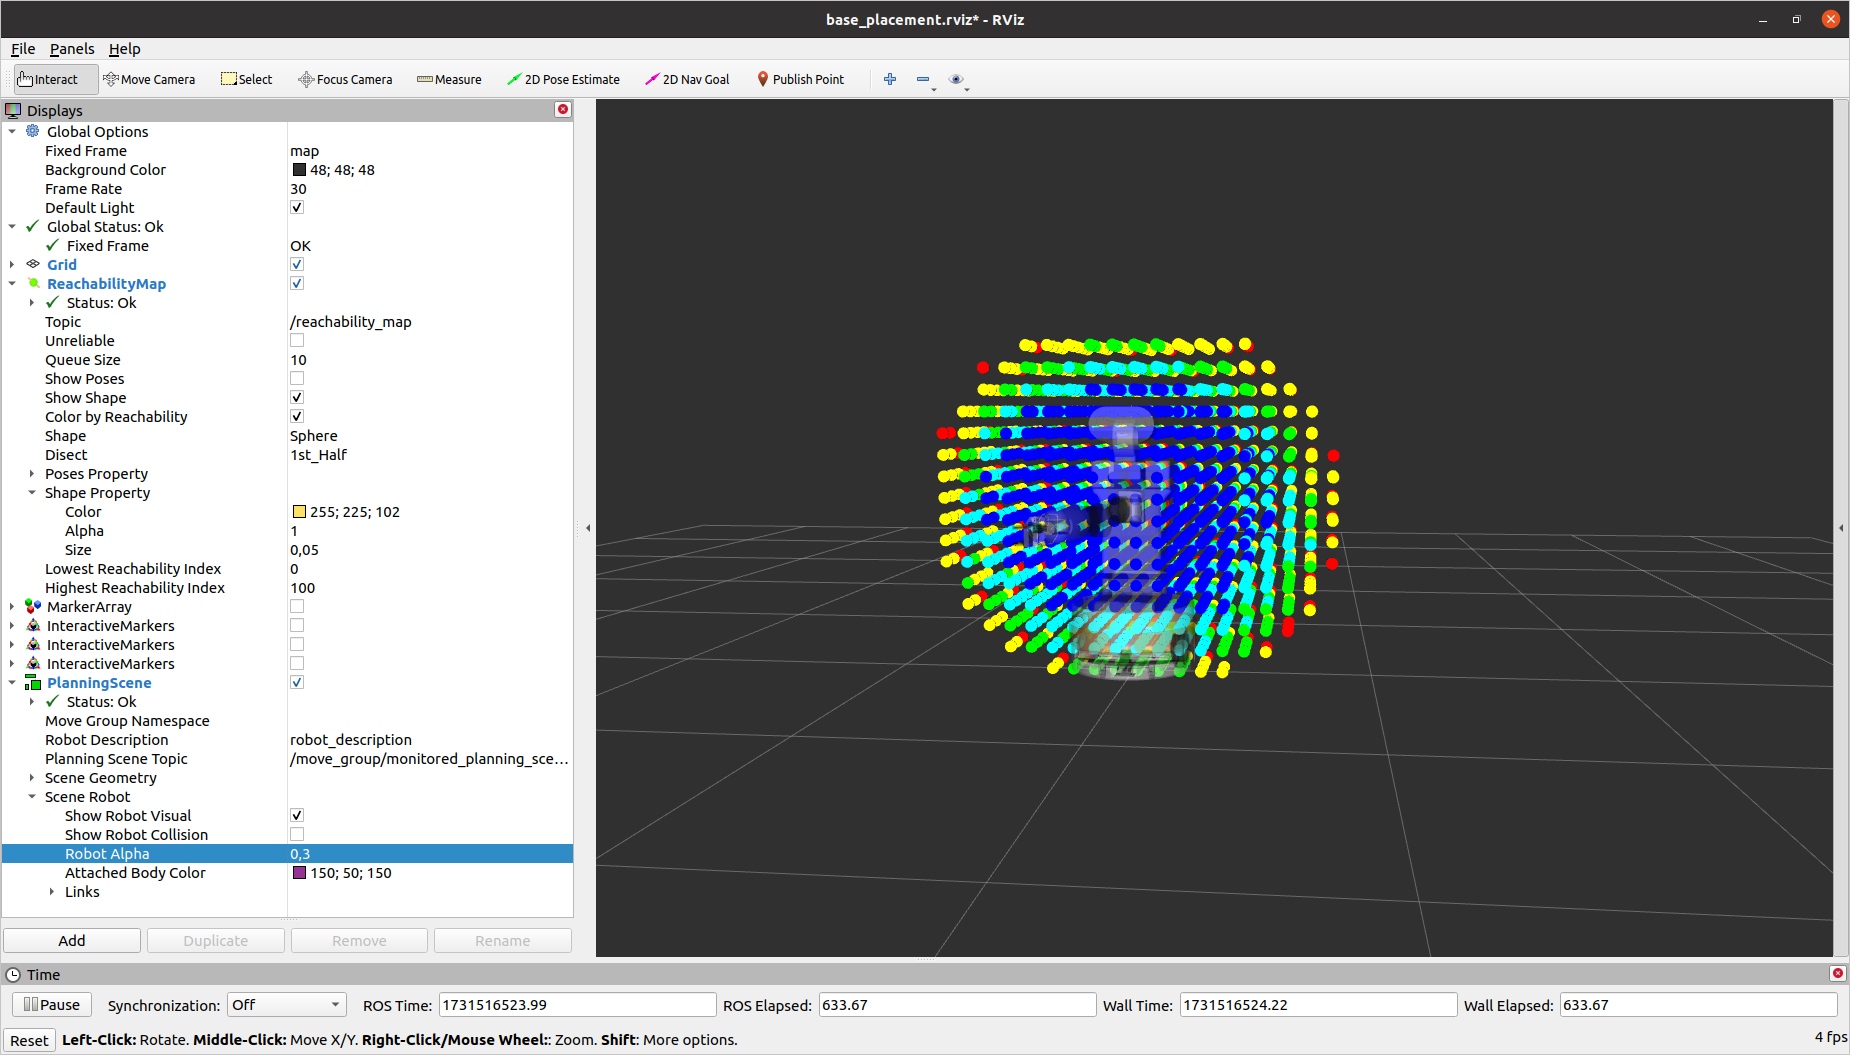 base_placement.rviz* - RViz
File Panels Help
Interact Move Camera Select Focus Camera Measure 2D Pose Estimate 2D Nav Goal Publish Point
Displays
Global Options
Fixed Frame map
Background Color 48; 48; 48
Frame Rate 30
Default Light
Global Status: Ok
Fixed Frame OK
Grid
ReachabilityMap
Status: Ok
Topic /reachability_map
Unreliable
Queue Size 10
Show Poses
Show Shape
Color by Reachability
Shape Sphere
Disect 1st_Half
Poses Property
Shape Property
Color 255; 225; 102
Alpha 1
Size 0,05
Lowest Reachability Index 0
Highest Reachability Index 100
MarkerArray
InteractiveMarkers
InteractiveMarkers
InteractiveMarkers
PlanningScene
Status: Ok
Move Group Namespace
Robot Description robot_description
Planning Scene Topic /move_group/monitored_planning_sce...
Scene Geometry
Scene Robot
Show Robot Visual
Show Robot Collision
Robot Alpha 0,3
Attached Body Color 150; 50; 150
Links
Add Duplicate Remove Rename
Time
Pause Synchronization: Off ROS Time: 1731516523.99 ROS Elapsed: 633.67 Wall Time: 1731516524.22 Wall Elapsed: 633.67
Reset Left-Click: Rotate. Middle-Click: Move X/Y. Right-Click/Mouse Wheel:: Zoom. Shift: More options. 4 fps